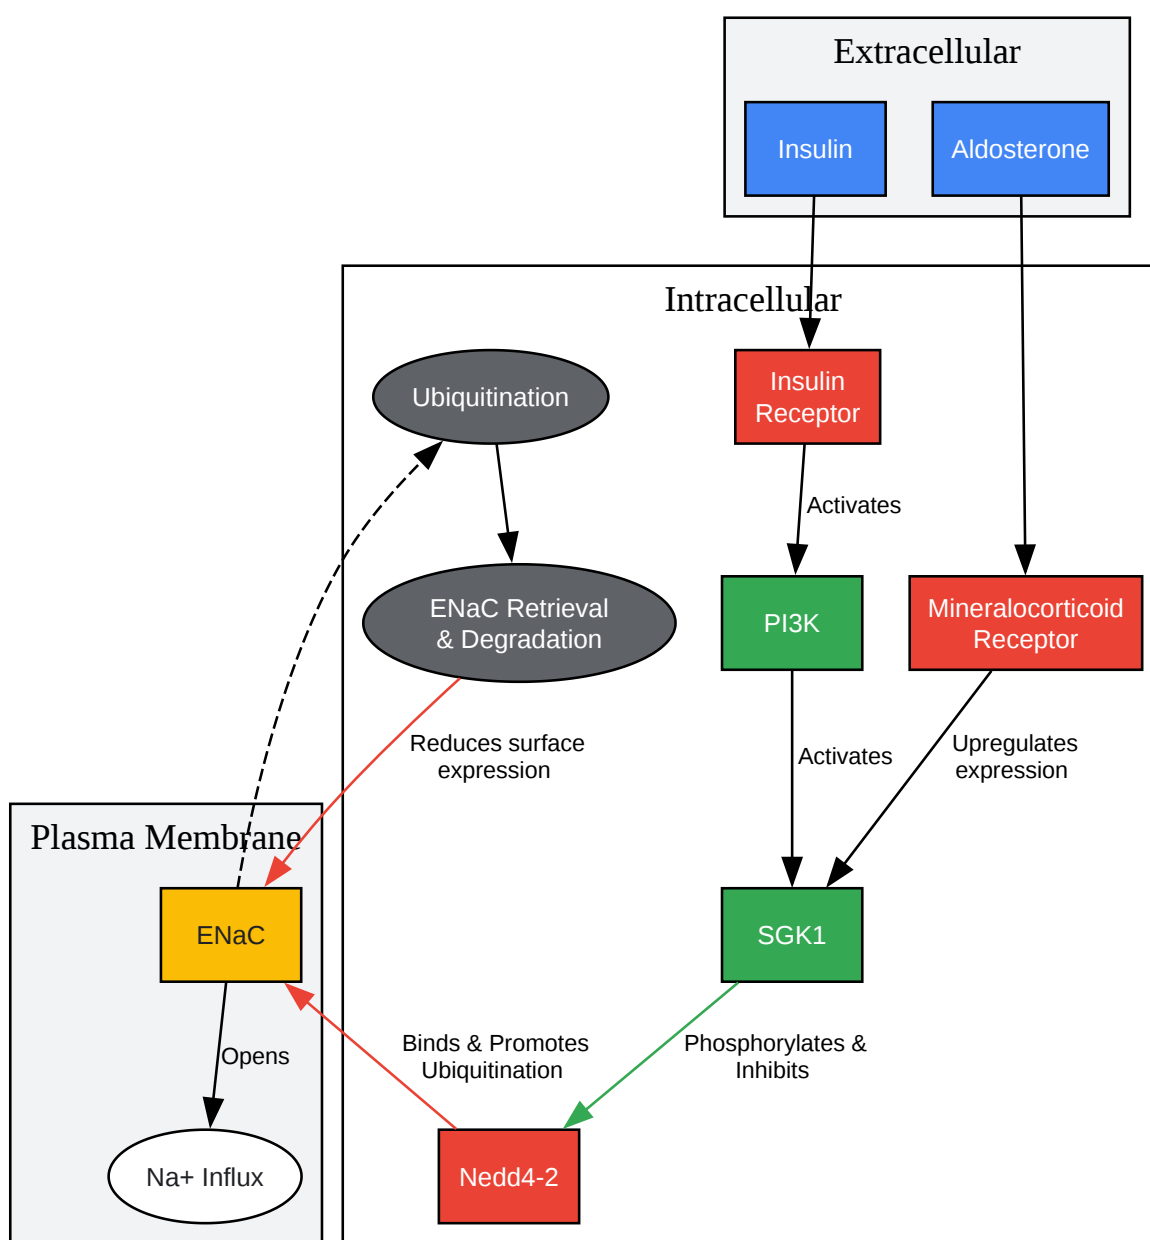 Extracellular
Insulin
Aldosterone
Intracellular
Ubiquitination
Insulin
Receptor
Activates
ENaC Retrieval
& Degradation
PI3K
Mineralocorticoid
Receptor
Reduces surface
expression
Activates
Upregulates
expression
Plasma Membrane
ENaC
SGK1
Opens
Binds & Promotes
Ubiquitination
Phosphorylates &
Inhibits
Na+ Influx
Nedd4-2